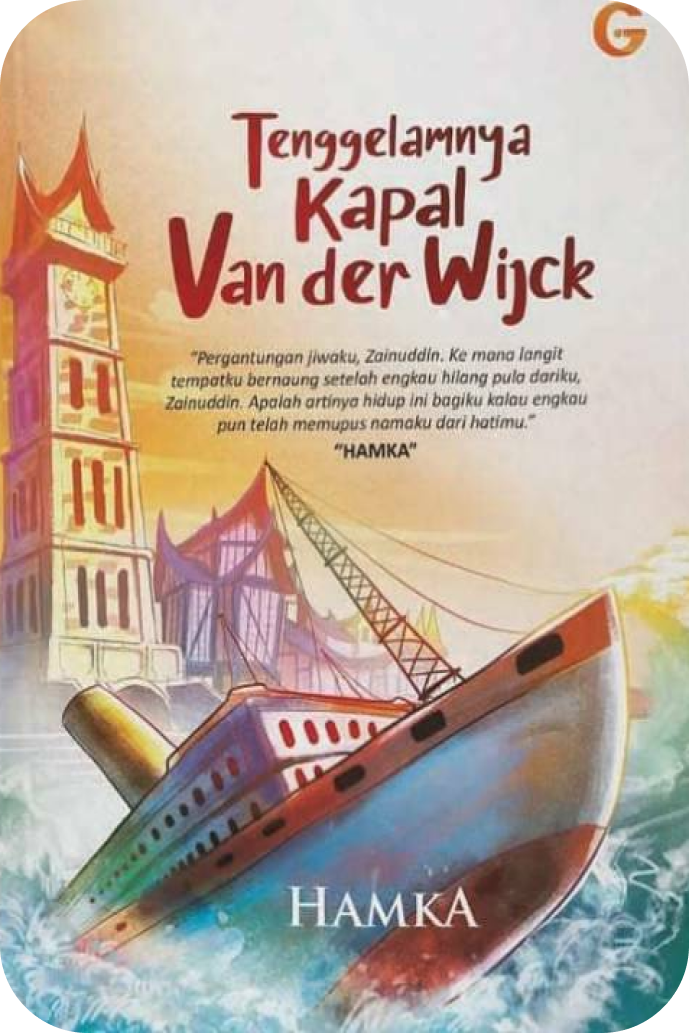 G
Tenggelamnya
Kapal
Van der Wijck
"Pergantungan jiwaku, Zainuddin. Ke mana langit
tempatku bernaung setelah engkau hilang pula dariku,
Zainuddin. Apalah artinya hidup ini bagiku kalau engkau
pun telah memupus namaku dari hatimu."
"HAMKA"
HAMKA